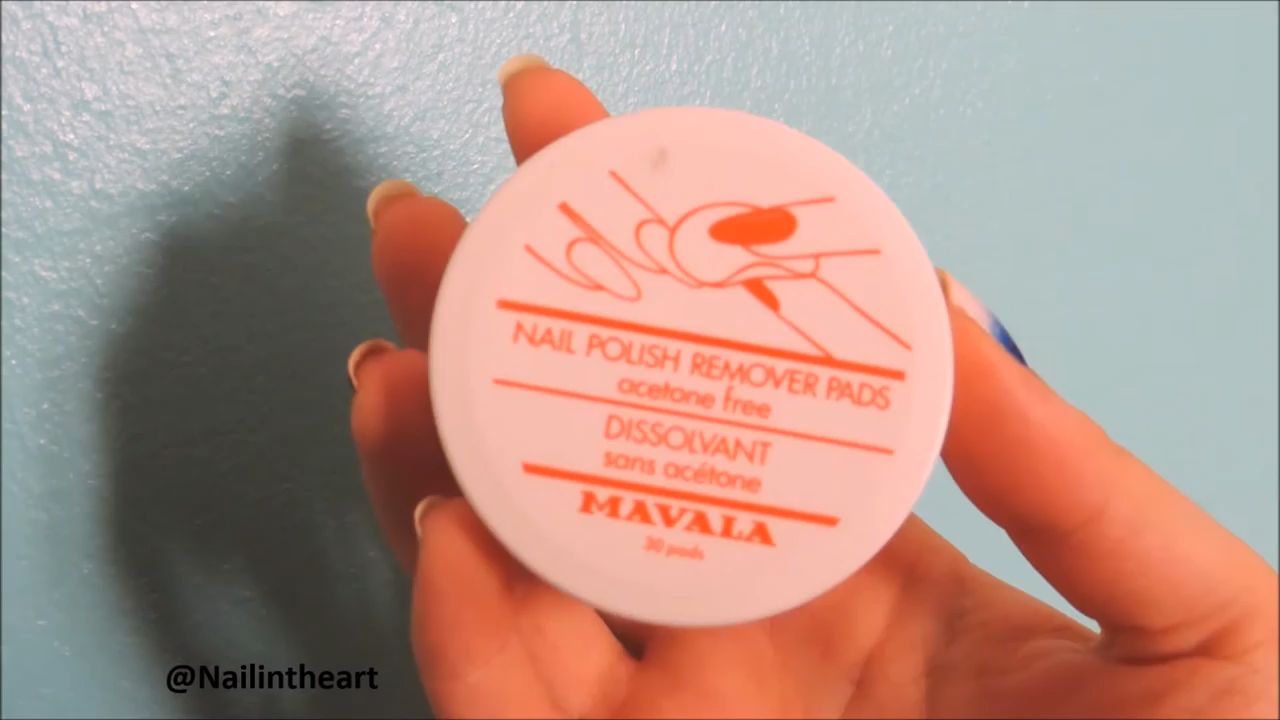 NAIL POLISH REMOVER PADS
acetone free
DISSOLVANT
sans acétone
MAVALA
30 pads
@Nailintheart